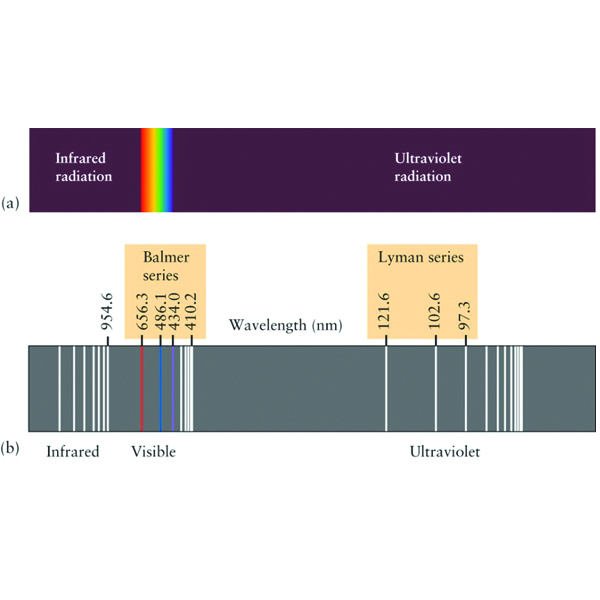 Infrared
radiation
Ultraviolet
radiation
(a)
Balmer
series
Lyman series
954.6
656.3
486.1
434.0
410.2
Wavelength (nm)
121.6
102.6
97.3
(b)
Infrared
Visible
Ultraviolet